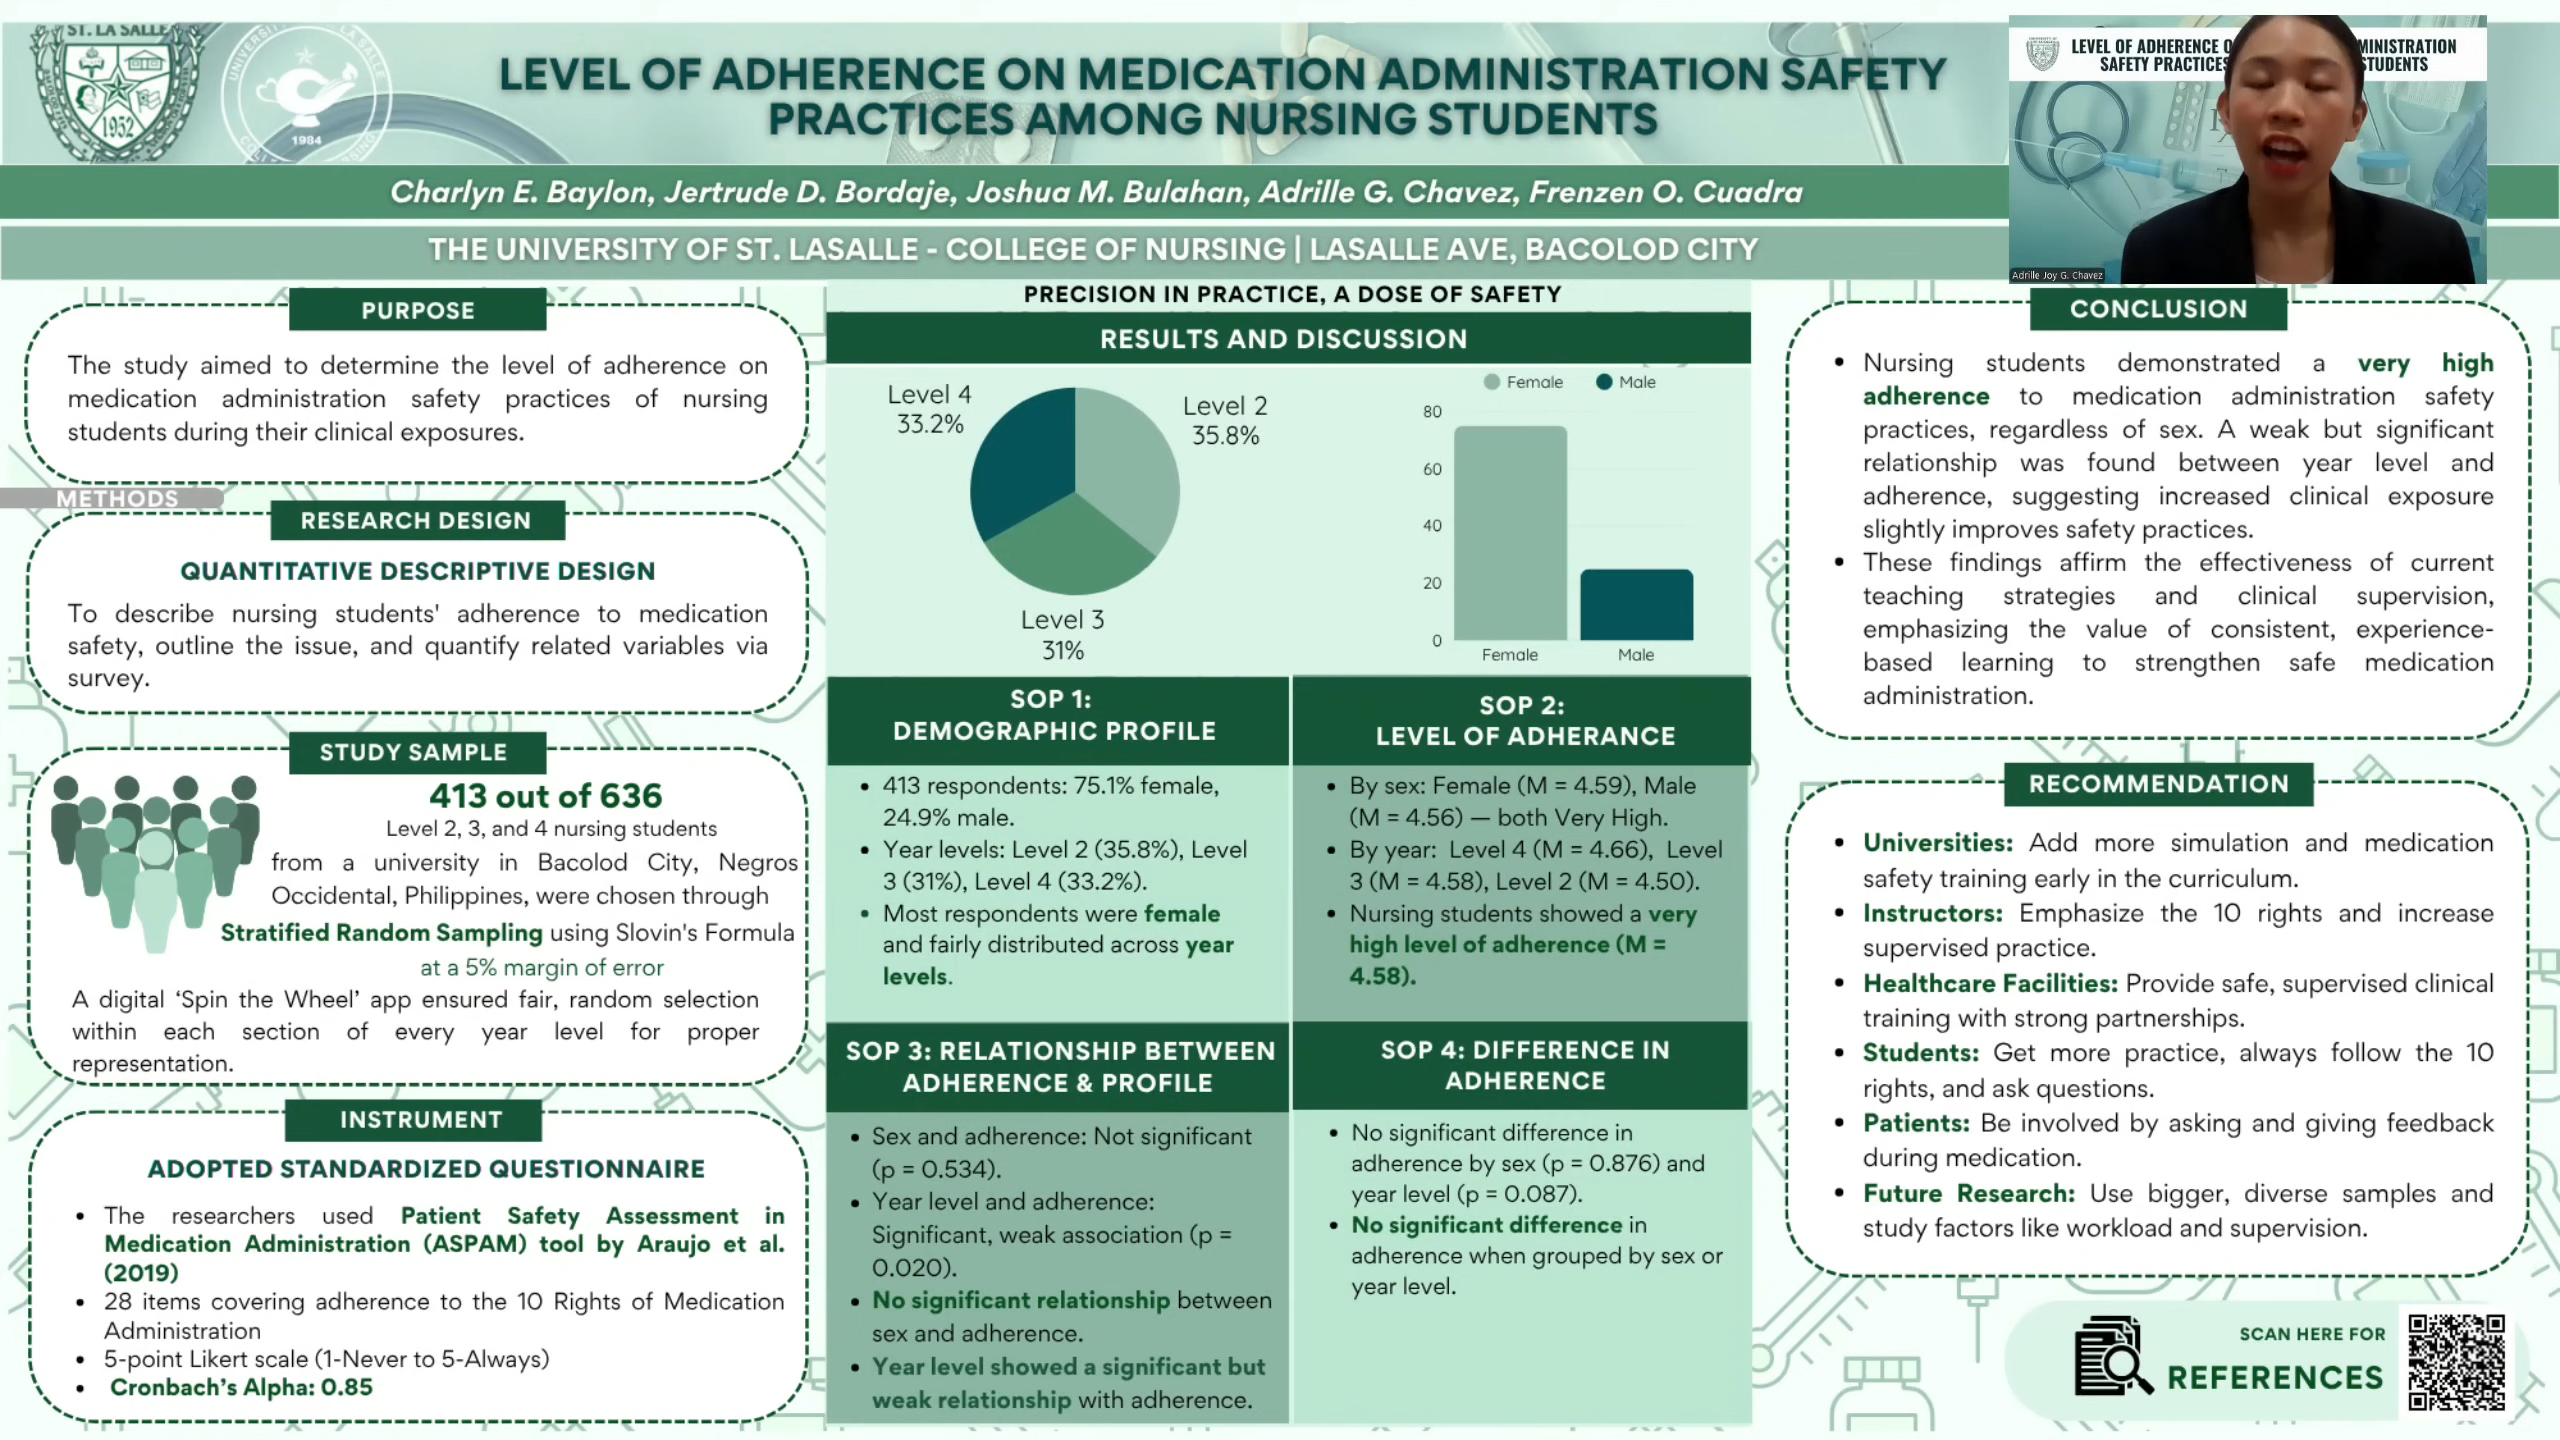 ST. LA SALLE
1952
1984
LEVEL OF ADHERENCE ON MEDICATION ADMINISTRATION SAFETY
PRACTICES AMONG NURSING STUDENTS
Charlyn E. Baylon, Jertrude D. Bordaje, Joshua M. Bulahan, Adrille G. Chavez, Frenzen O. Cuadra
THE UNIVERSITY OF ST. LASALLE - COLLEGE OF NURSING | LASALLE AVE, BACOLOD CITY
LEVEL OF ADHERENCE O MINISTRATION
SAFETY PRACTICES STUDENTS
Adrille Joy G. Chavez
PURPOSE
The study aimed to determine the level of adherence on
medication administration safety practices of nursing
students during their clinical exposures.
METHODS
RESEARCH DESIGN
QUANTITATIVE DESCRIPTIVE DESIGN
To describe nursing students' adherence to medication
safety, outline the issue, and quantify related variables via
survey.
STUDY SAMPLE
413 out of 636
Level 2, 3, and 4 nursing students
from a university in Bacolod City, Negros
Occidental, Philippines, were chosen through
Stratified Random Sampling using Slovin's Formula
at a 5% margin of error
A digital ‘Spin the Wheel’ app ensured fair, random selection
within each section of every year level for proper
representation.
INSTRUMENT
ADOPTED STANDARDIZED QUESTIONNAIRE
• The researchers used Patient Safety Assessment in
Medication Administration (ASPAM) tool by Araujo et al.
(2019)
• 28 items covering adherence to the 10 Rights of Medication
Administration
• 5-point Likert scale (1-Never to 5-Always)
• Cronbach’s Alpha: 0.85
PRECISION IN PRACTICE, A DOSE OF SAFETY
RESULTS AND DISCUSSION
Level 4
33.2%
Level 2
35.8%
Level 3
31%
Female Male
80
60
40
20
0
Female Male
SOP 1:
DEMOGRAPHIC PROFILE
• 413 respondents: 75.1% female,
24.9% male.
• Year levels: Level 2 (35.8%), Level
3 (31%), Level 4 (33.2%).
• Most respondents were female
and fairly distributed across year
levels.
SOP 2:
LEVEL OF ADHERANCE
• By sex: Female (M = 4.59), Male
(M = 4.56) — both Very High.
• By year: Level 4 (M = 4.66), Level
3 (M = 4.58), Level 2 (M = 4.50).
• Nursing students showed a very
high level of adherence (M =
4.58).
SOP 3: RELATIONSHIP BETWEEN
ADHERENCE & PROFILE
• Sex and adherence: Not significant
(p = 0.534).
• Year level and adherence:
Significant, weak association (p =
0.020).
• No significant relationship between
sex and adherence.
• Year level showed a significant but
weak relationship with adherence.
SOP 4: DIFFERENCE IN
ADHERENCE
• No significant difference in
adherence by sex (p = 0.876) and
year level (p = 0.087).
• No significant difference in
adherence when grouped by sex or
year level.
CONCLUSION
• Nursing students demonstrated a very high
adherence to medication administration safety
practices, regardless of sex. A weak but significant
relationship was found between year level and
adherence, suggesting increased clinical exposure
slightly improves safety practices.
• These findings affirm the effectiveness of current
teaching strategies and clinical supervision,
emphasizing the value of consistent, experience-
based learning to strengthen safe medication
administration.
RECOMMENDATION
• Universities: Add more simulation and medication
safety training early in the curriculum.
• Instructors: Emphasize the 10 rights and increase
supervised practice.
• Healthcare Facilities: Provide safe, supervised clinical
training with strong partnerships.
• Students: Get more practice, always follow the 10
rights, and ask questions.
• Patients: Be involved by asking and giving feedback
during medication.
• Future Research: Use bigger, diverse samples and
study factors like workload and supervision.
SCAN HERE FOR
REFERENCES